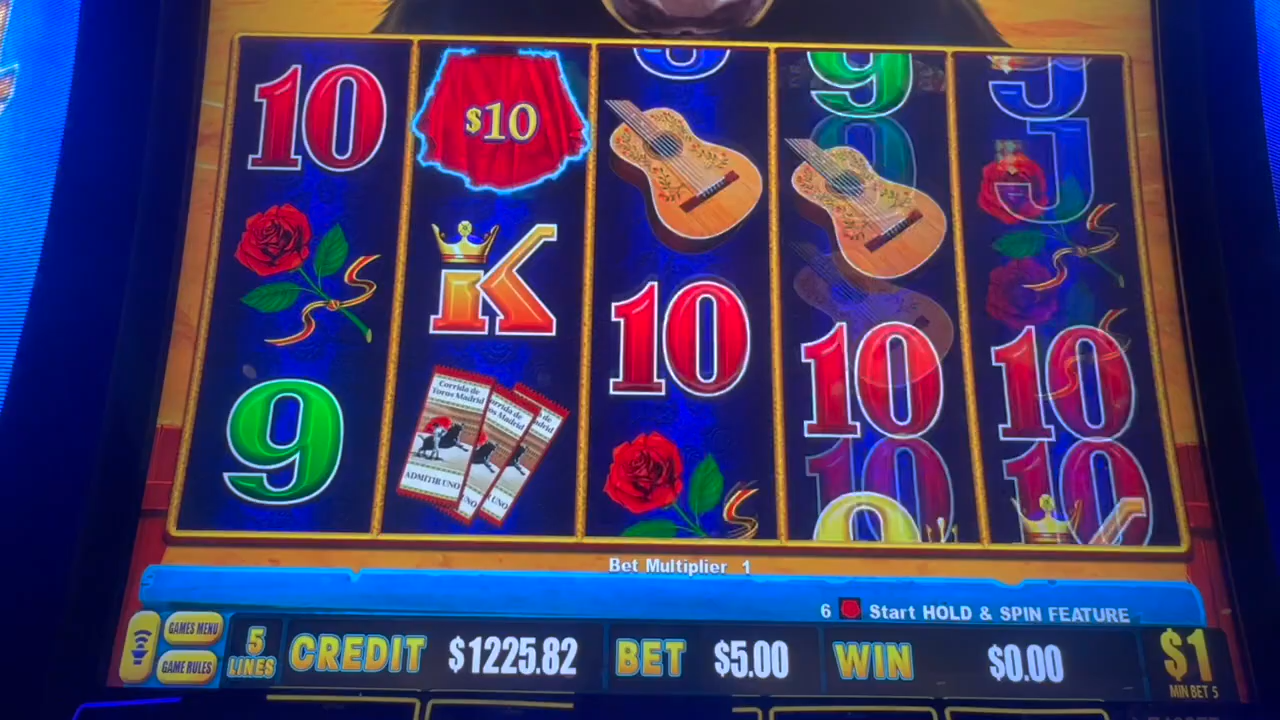 9 J
10 $10 J
K
10
10 10
9 10 10
Corrida de Toros Madrid
ADMITIR UNO
Bet Multiplier 1
6 Start HOLD & SPIN FEATURE
GAMES MENU
GAME RULES
5 LINES CREDIT $1225.82 BET $5.00 WIN $0.00 $1
MIN BET 5